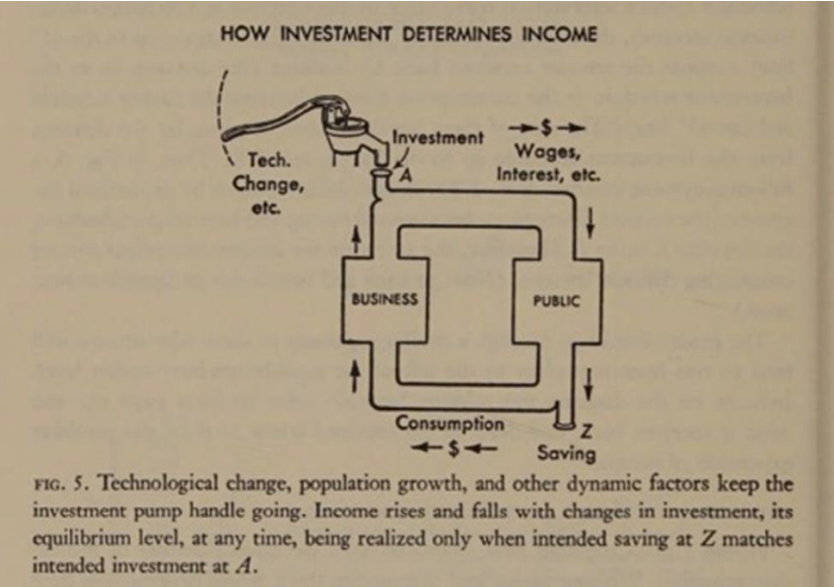 HOW INVESTMENT DETERMINES INCOME
Investment
A
Tech.
Change,
etc.
→ $ →
Wages,
Interest, etc.
BUSINESS
PUBLIC
Consumption
← $ ←
Z
Saving
FIG. 5. Technological change, population growth, and other dynamic factors keep the
investment pump handle going. Income rises and falls with changes in investment, its
equilibrium level, at any time, being realized only when intended saving at Z matches
intended investment at A.